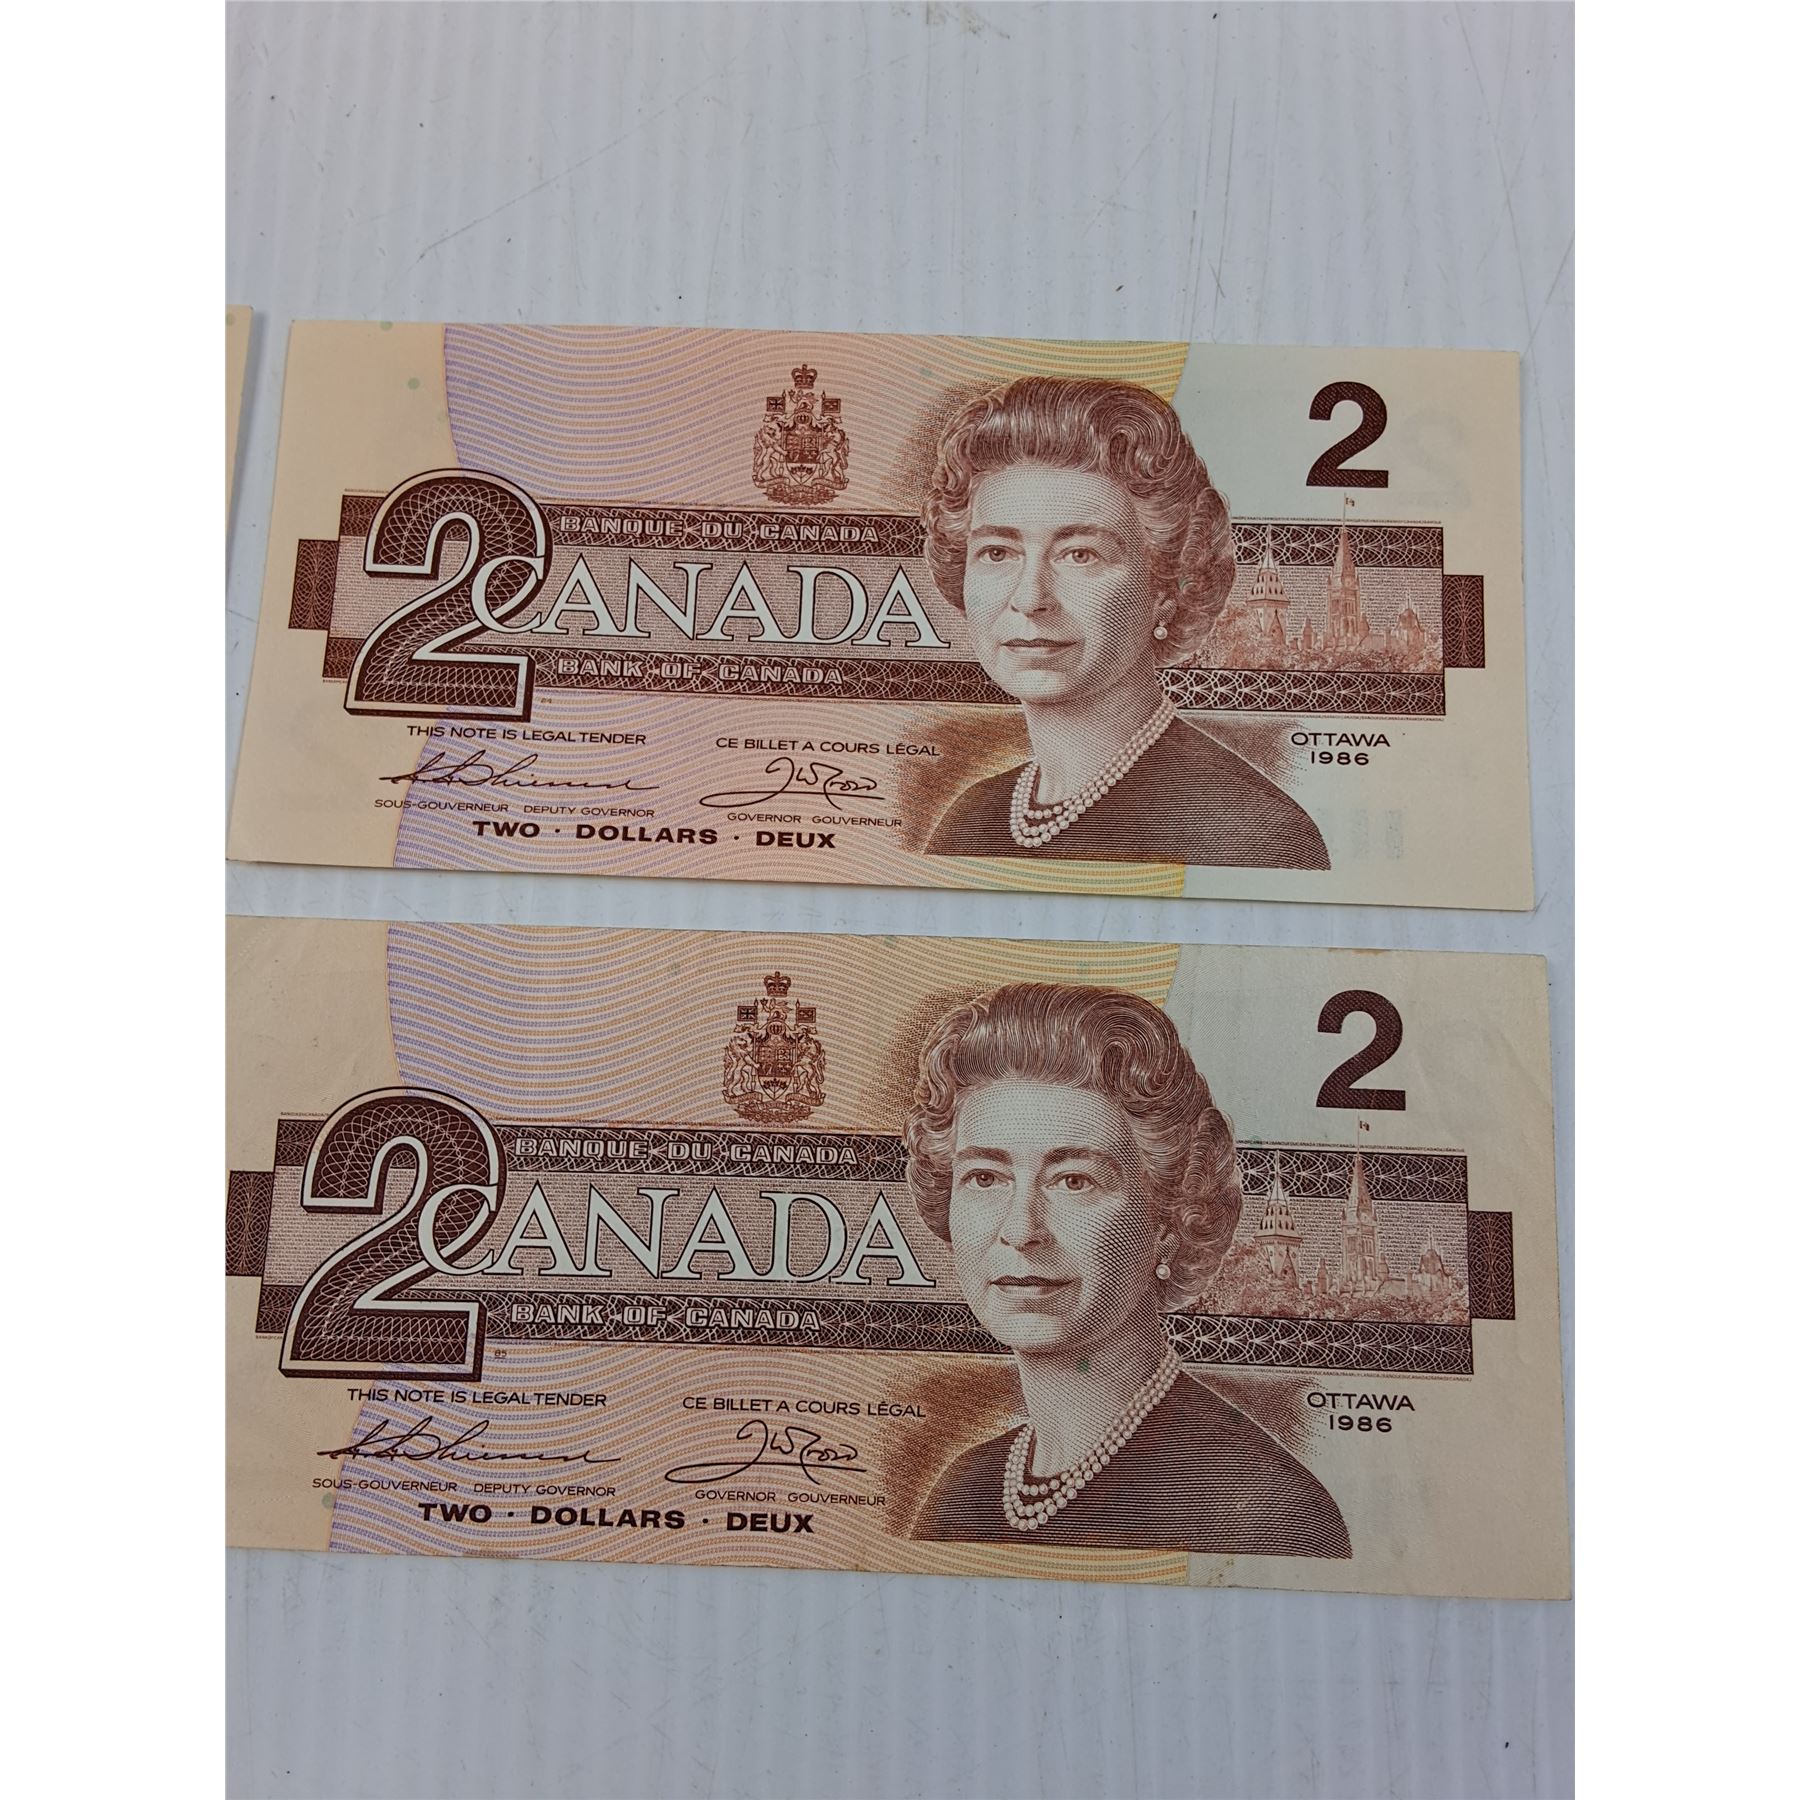 2
BANQUE DU CANADA
2 CANADA
BANK OF CANADA
THIS NOTE IS LEGAL TENDER
CE BILLET A COURS LÉGAL
OTTAWA
1986
SOUS-GOUVERNEUR DEPUTY GOVERNOR
GOVERNOR GOUVERNEUR
TWO · DOLLARS · DEUX
2
BANQUE DU CANADA
2 CANADA
BANK OF CANADA
85
THIS NOTE IS LEGAL TENDER
CE BILLET A COURS LÉGAL
OTTAWA
1986
SOUS-GOUVERNEUR DEPUTY GOVERNOR
GOVERNOR GOUVERNEUR
TWO · DOLLARS · DEUX